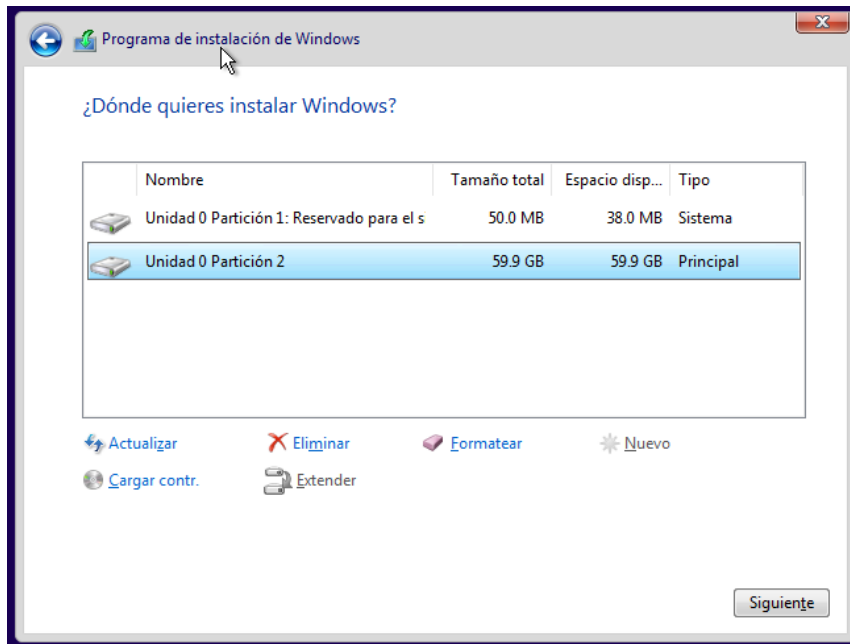 Programa de instalación de Windows
¿Dónde quieres instalar Windows?
Nombre Tamaño total Espacio disp... Tipo
Unidad 0 Partición 1: Reservado para el s 50.0 MB 38.0 MB Sistema
Unidad 0 Partición 2 59.9 GB 59.9 GB Principal
Actualizar Eliminar Formatear Nuevo
Cargar contr. Extender
Siguiente